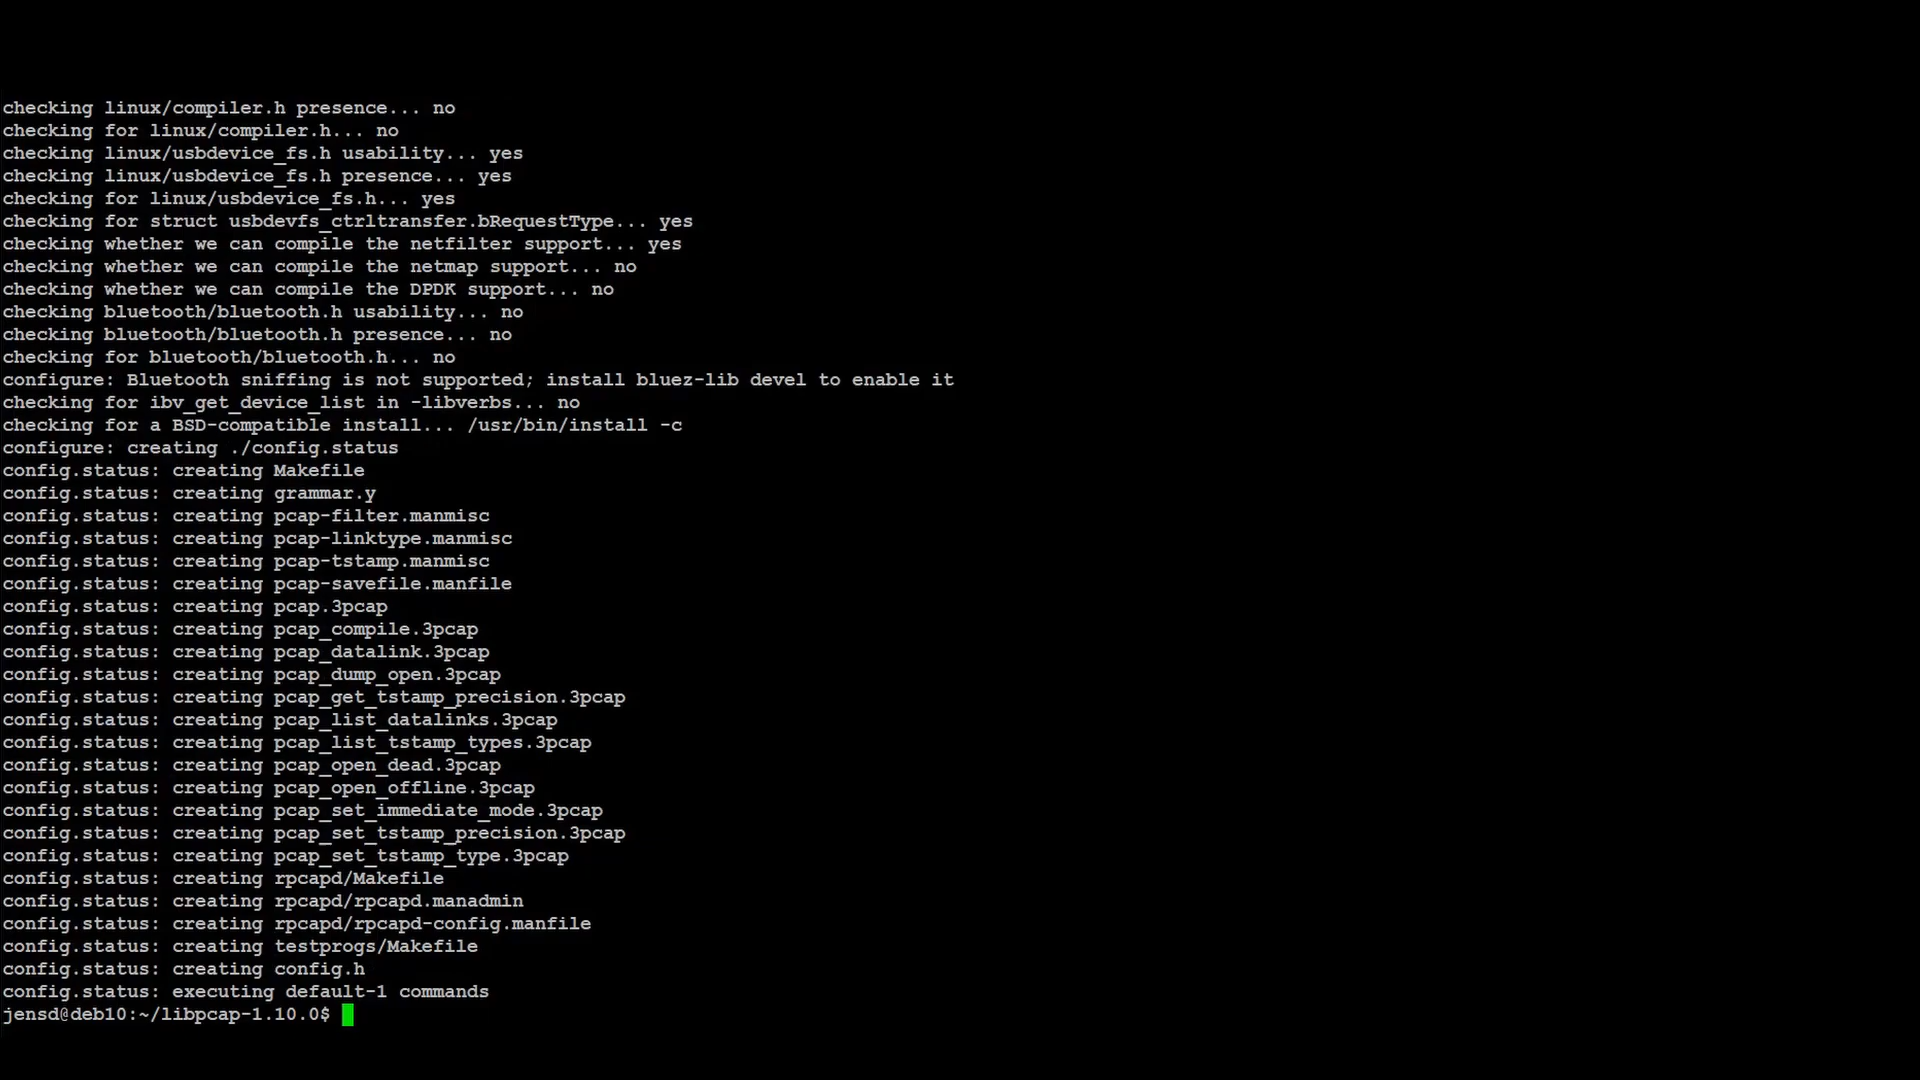 checking linux/compiler.h presence... no
checking for linux/compiler.h... no
checking linux/usbdevice_fs.h usability... yes
checking linux/usbdevice_fs.h presence... yes
checking for linux/usbdevice_fs.h... yes
checking for struct usbdevfs_ctrltransfer.bRequestType... yes
checking whether we can compile the netfilter support... yes
checking whether we can compile the netmap support... no
checking whether we can compile the DPDK support... no
checking bluetooth/bluetooth.h usability... no
checking bluetooth/bluetooth.h presence... no
checking for bluetooth/bluetooth.h... no
configure: Bluetooth sniffing is not supported; install bluez-lib devel to enable it
checking for ibv_get_device_list in -libverbs... no
checking for a BSD-compatible install... /usr/bin/install -c
configure: creating ./config.status
config.status: creating Makefile
config.status: creating grammar.y
config.status: creating pcap-filter.manmisc
config.status: creating pcap-linktype.manmisc
config.status: creating pcap-tstamp.manmisc
config.status: creating pcap-savefile.manfile
config.status: creating pcap.3pcap
config.status: creating pcap_compile.3pcap
config.status: creating pcap_datalink.3pcap
config.status: creating pcap_dump_open.3pcap
config.status: creating pcap_get_tstamp_precision.3pcap
config.status: creating pcap_list_datalinks.3pcap
config.status: creating pcap_list_tstamp_types.3pcap
config.status: creating pcap_open_dead.3pcap
config.status: creating pcap_open_offline.3pcap
config.status: creating pcap_set_immediate_mode.3pcap
config.status: creating pcap_set_tstamp_precision.3pcap
config.status: creating pcap_set_tstamp_type.3pcap
config.status: creating rpcapd/Makefile
config.status: creating rpcapd/rpcapd.manadmin
config.status: creating rpcapd/rpcapd-config.manfile
config.status: creating testprogs/Makefile
config.status: creating config.h
config.status: executing default-1 commands
jensd@deb10:~/libpcap-1.10.0$